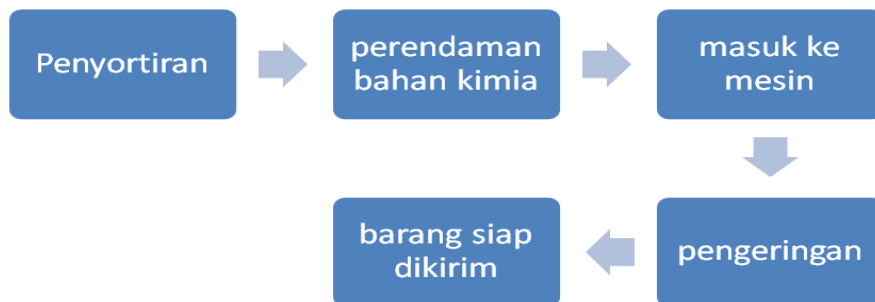 Penyortiran
perendaman
bahan kimia
masuk ke
mesin
pengeringan
barang siap
dikirim